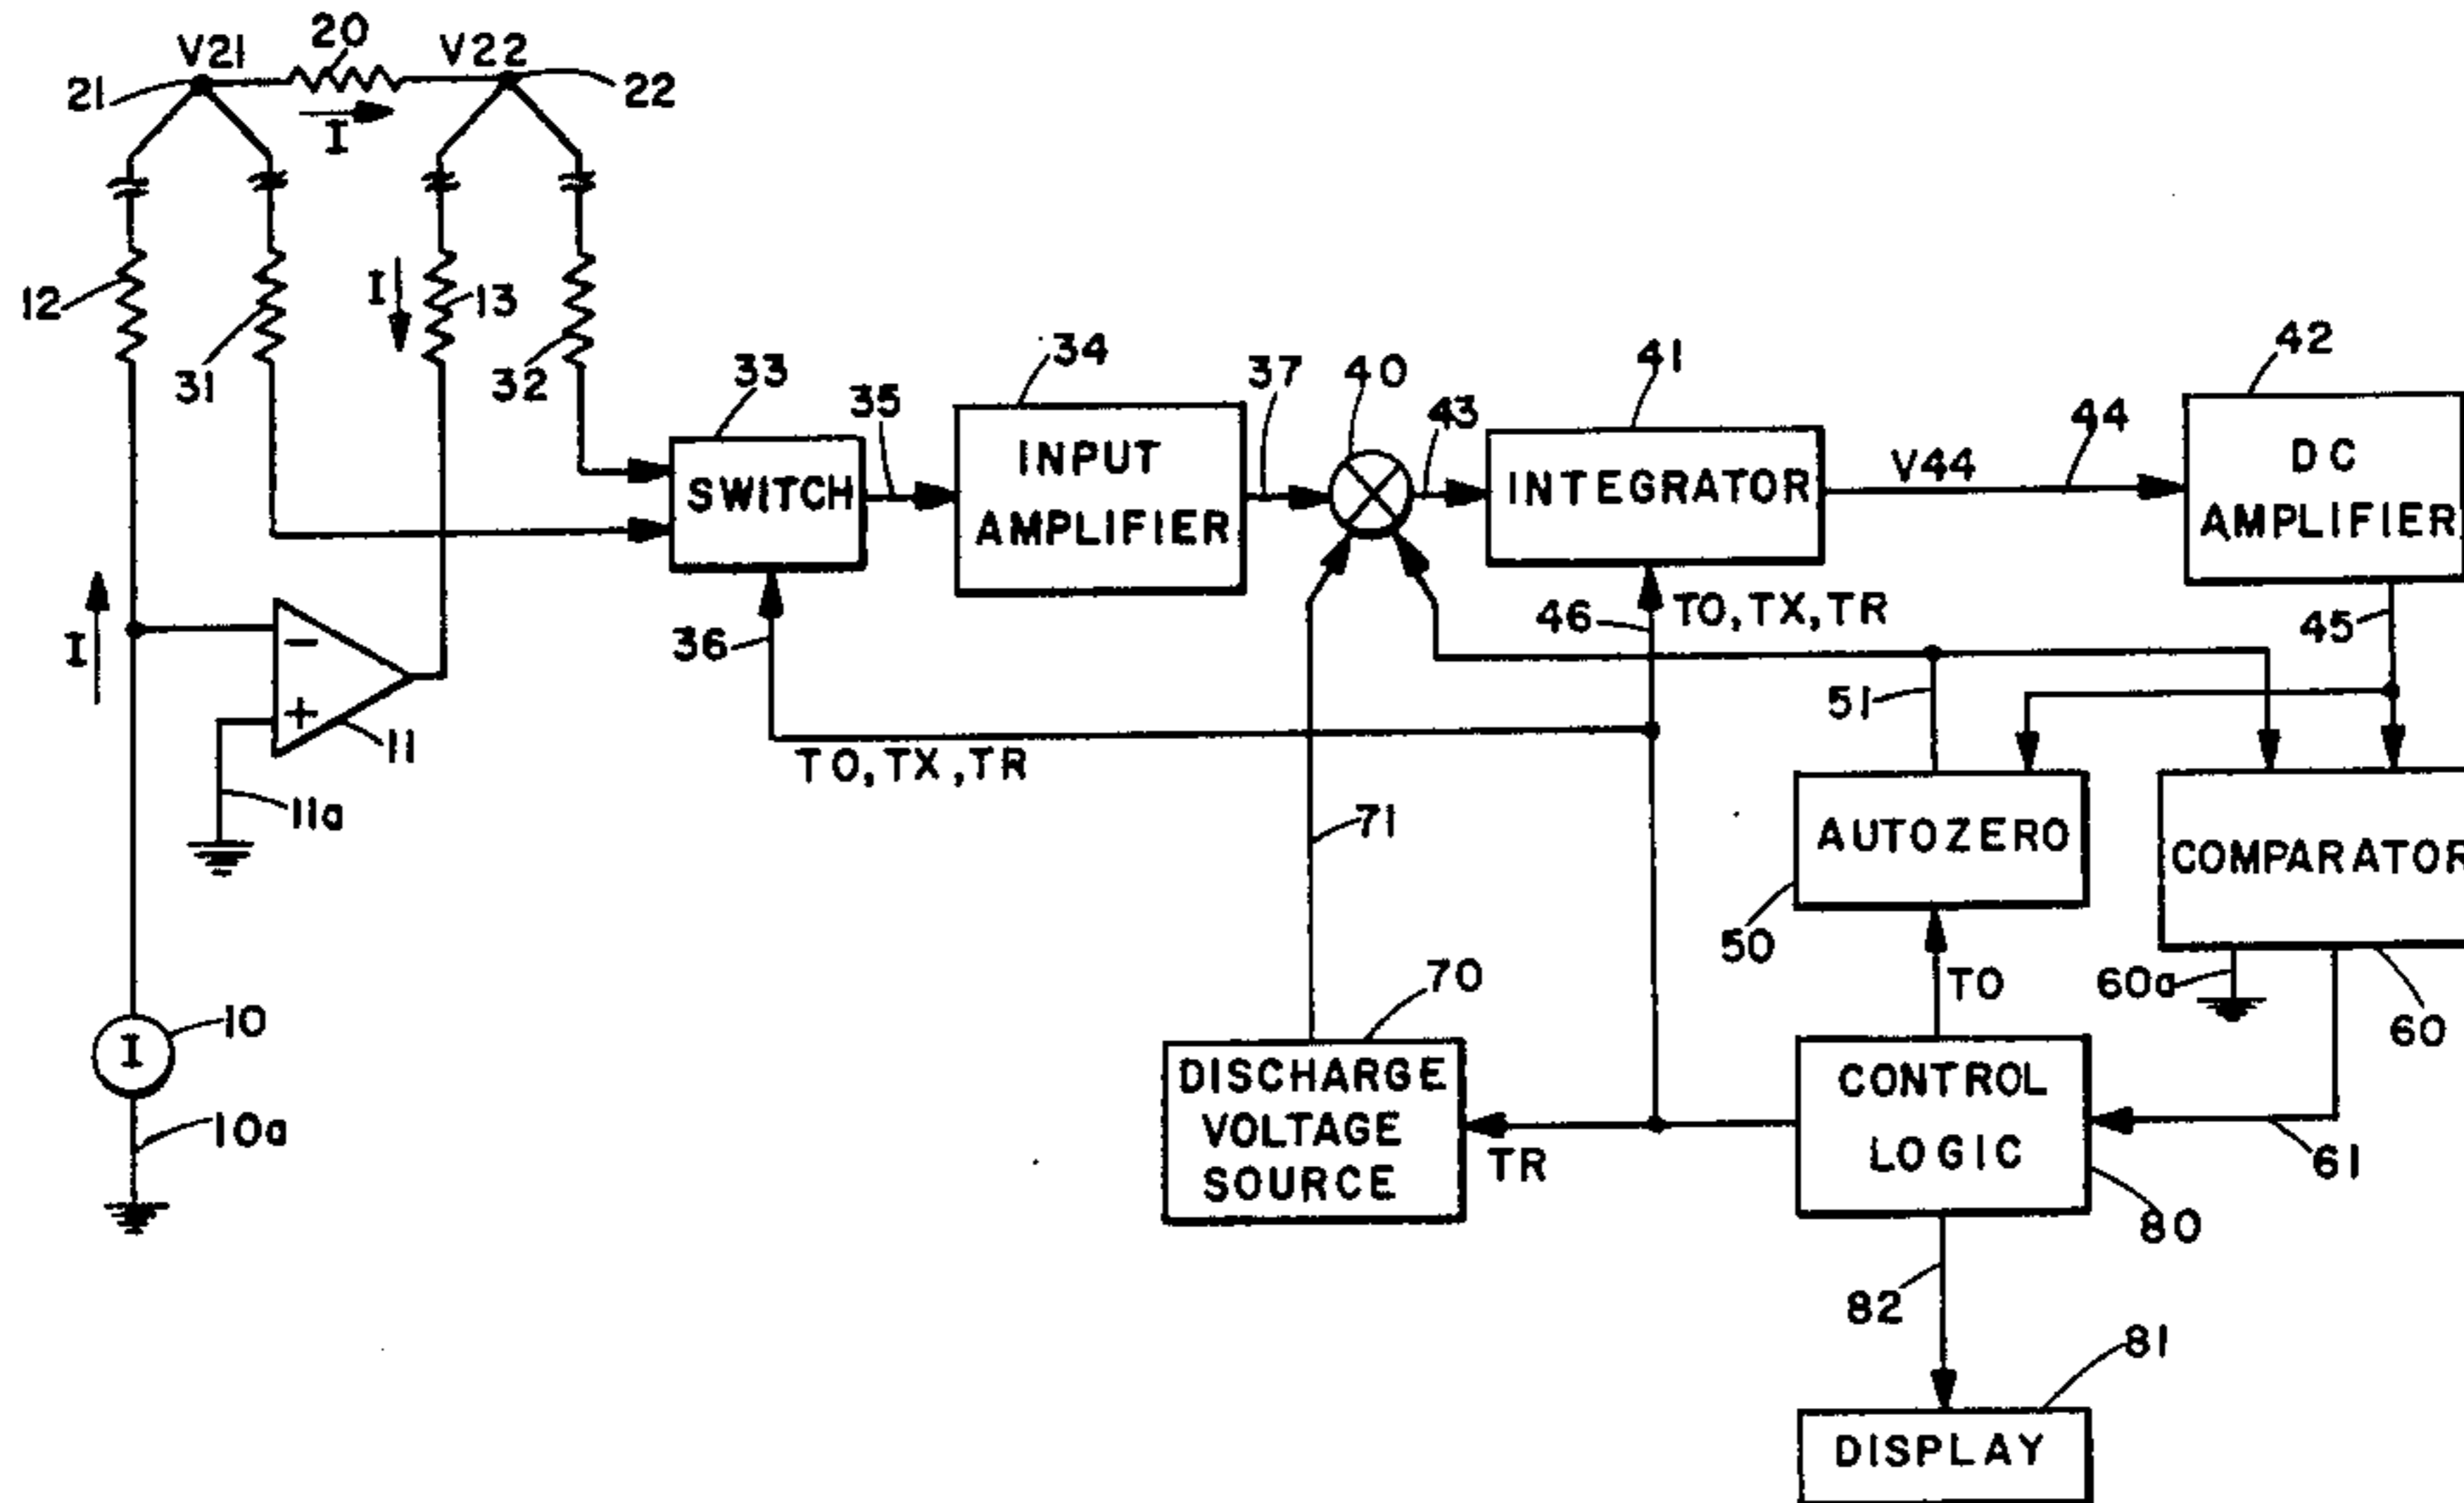 V21
20
V22
21
22
I
12
31
I
13
32
33
34
35
37
40
43
41
44
42
SWITCH
INPUT
AMPLIFIER
INTEGRATOR
V44
DC
AMPLIFIER
I
−
+
11
11a
36
TO, TX, TR
46
TO, TX, TR
45
51
71
AUTOZERO
COMPARATOR
50
TO
60a
60
10
I
10a
70
DISCHARGE
VOLTAGE
SOURCE
TR
CONTROL
LOGIC
61
80
82
81
DISPLAY